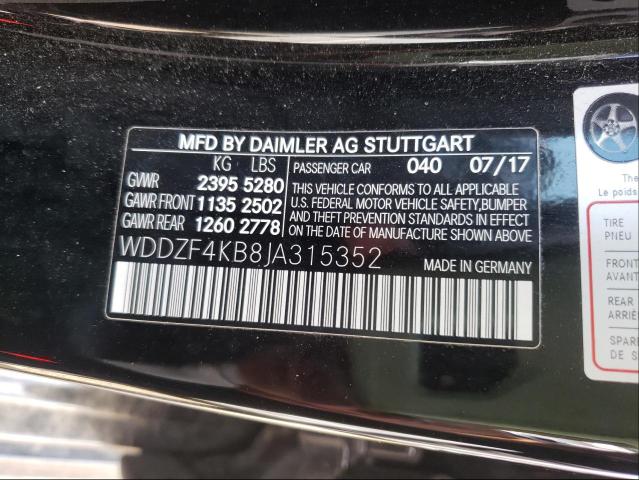 MFD BY DAIMLER AG STUTTGART
KG LBS PASSENGER CAR 040 07/17
GVWR 2395 5280
GAWR FRONT 1135 2502
GAWR REAR 1260 2778
THIS VEHICLE CONFORMS TO ALL APPLICABLE
U.S. FEDERAL MOTOR VEHICLE SAFETY,BUMPER
AND THEFT PREVENTION STANDARDS IN EFFECT
ON THE DATE OF MANUFACTURE SHOWN ABOVE.
WDDZF4KB8JA315352 MADE IN GERMANY
The
Le poids
TIRE
PNEU
FRONT
AVANT
REAR
ARRIÈ
SPARE
DE S